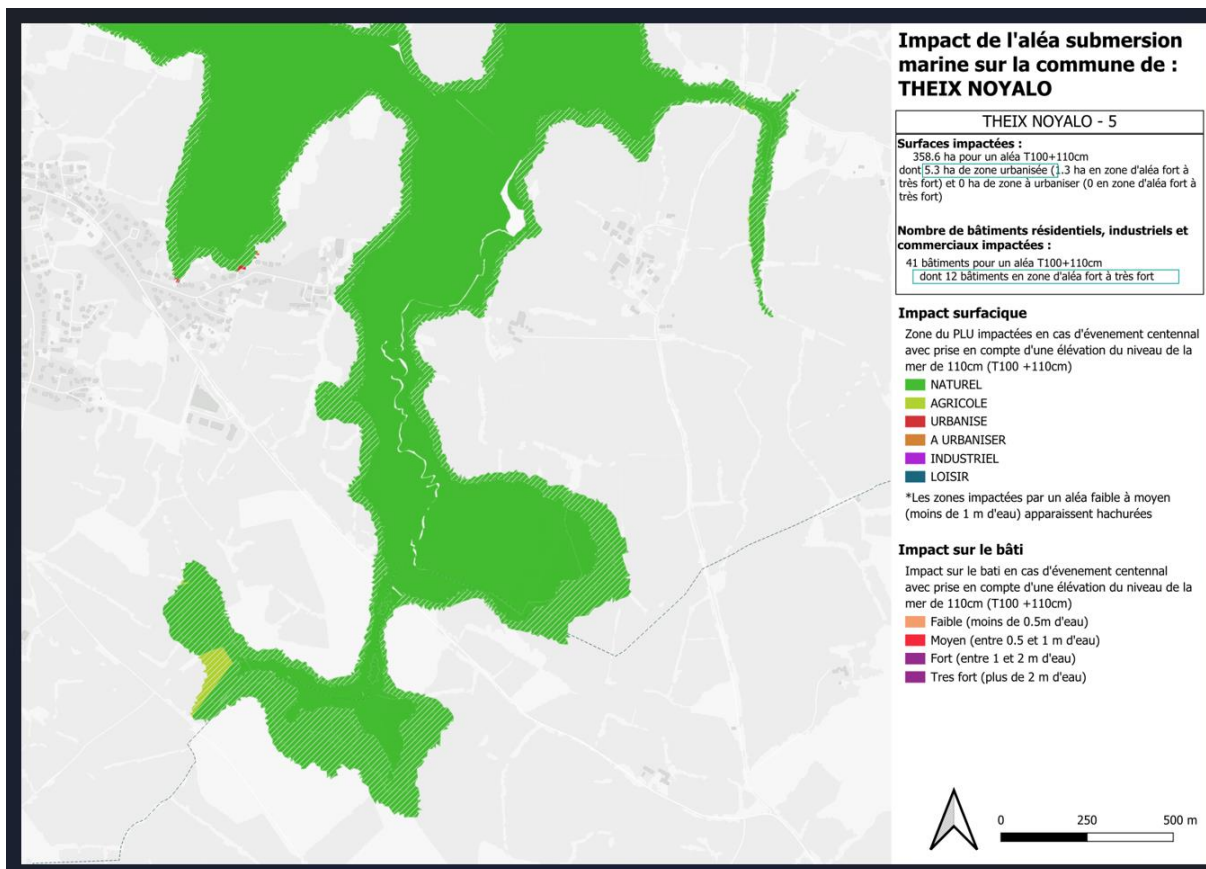 Impact de l'aléa submersion
marine sur la commune de :
THEIX NOYALO
THEIX NOYALO - 5
Surfaces impactées :
358.6 ha pour un aléa T100+110cm
dont 5.3 ha de zone urbanisée (1.3 ha en zone d'aléa fort à
très fort) et 0 ha de zone à urbaniser (0 en zone d'aléa fort à
très fort)
Nombre de bâtiments résidentiels, industriels et
commerciaux impactées :
41 bâtiments pour un aléa T100+110cm
dont 12 bâtiments en zone d'aléa fort à très fort
Impact surfacique
Zone du PLU impactées en cas d'évenement centennal
avec prise en compte d'une élévation du niveau de la
mer de 110cm (T100 +110cm)
NATUREL
AGRICOLE
URBANISE
A URBANISER
INDUSTRIEL
LOISIR
*Les zones impactées par un aléa faible à moyen
(moins de 1 m d'eau) apparaissent hachurées
Impact sur le bâti
Impact sur le bati en cas d'évenement centennal
avec prise en compte d'une élévation du niveau de la
mer de 110cm (T100 +110cm)
Faible (moins de 0.5m d'eau)
Moyen (entre 0.5 et 1 m d'eau)
Fort (entre 1 et 2 m d'eau)
Tres fort (plus de 2 m d'eau)
0 250 500 m